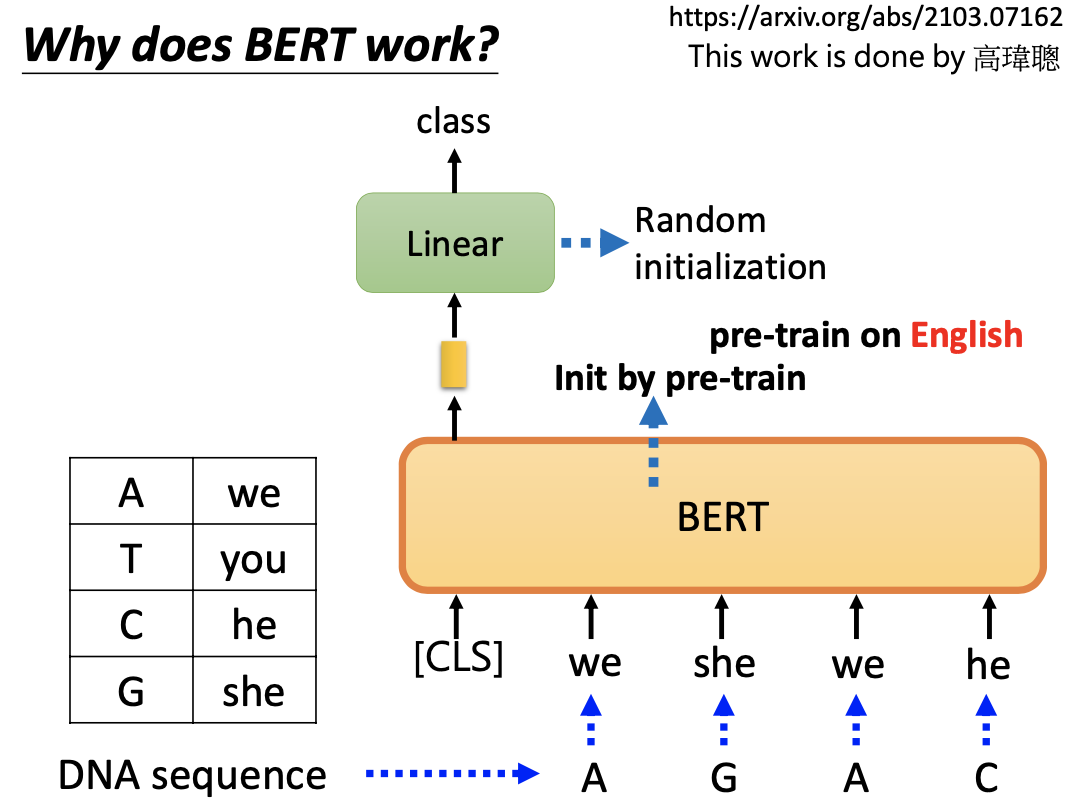 Why does BERT work?
https://arxiv.org/abs/2103.07162
This work is done by 高瑋聰
class
Linear
Random
initialization
pre-train on English
Init by pre-train
BERT
A we
T you
C he
G she
[CLS] we she we he
DNA sequence A G A C